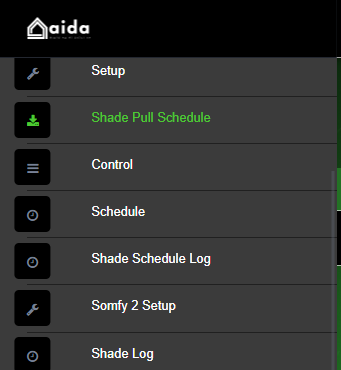 aida
Setup
Shade Pull Schedule
Control
Schedule
Shade Schedule Log
Somfy 2 Setup
Shade Log